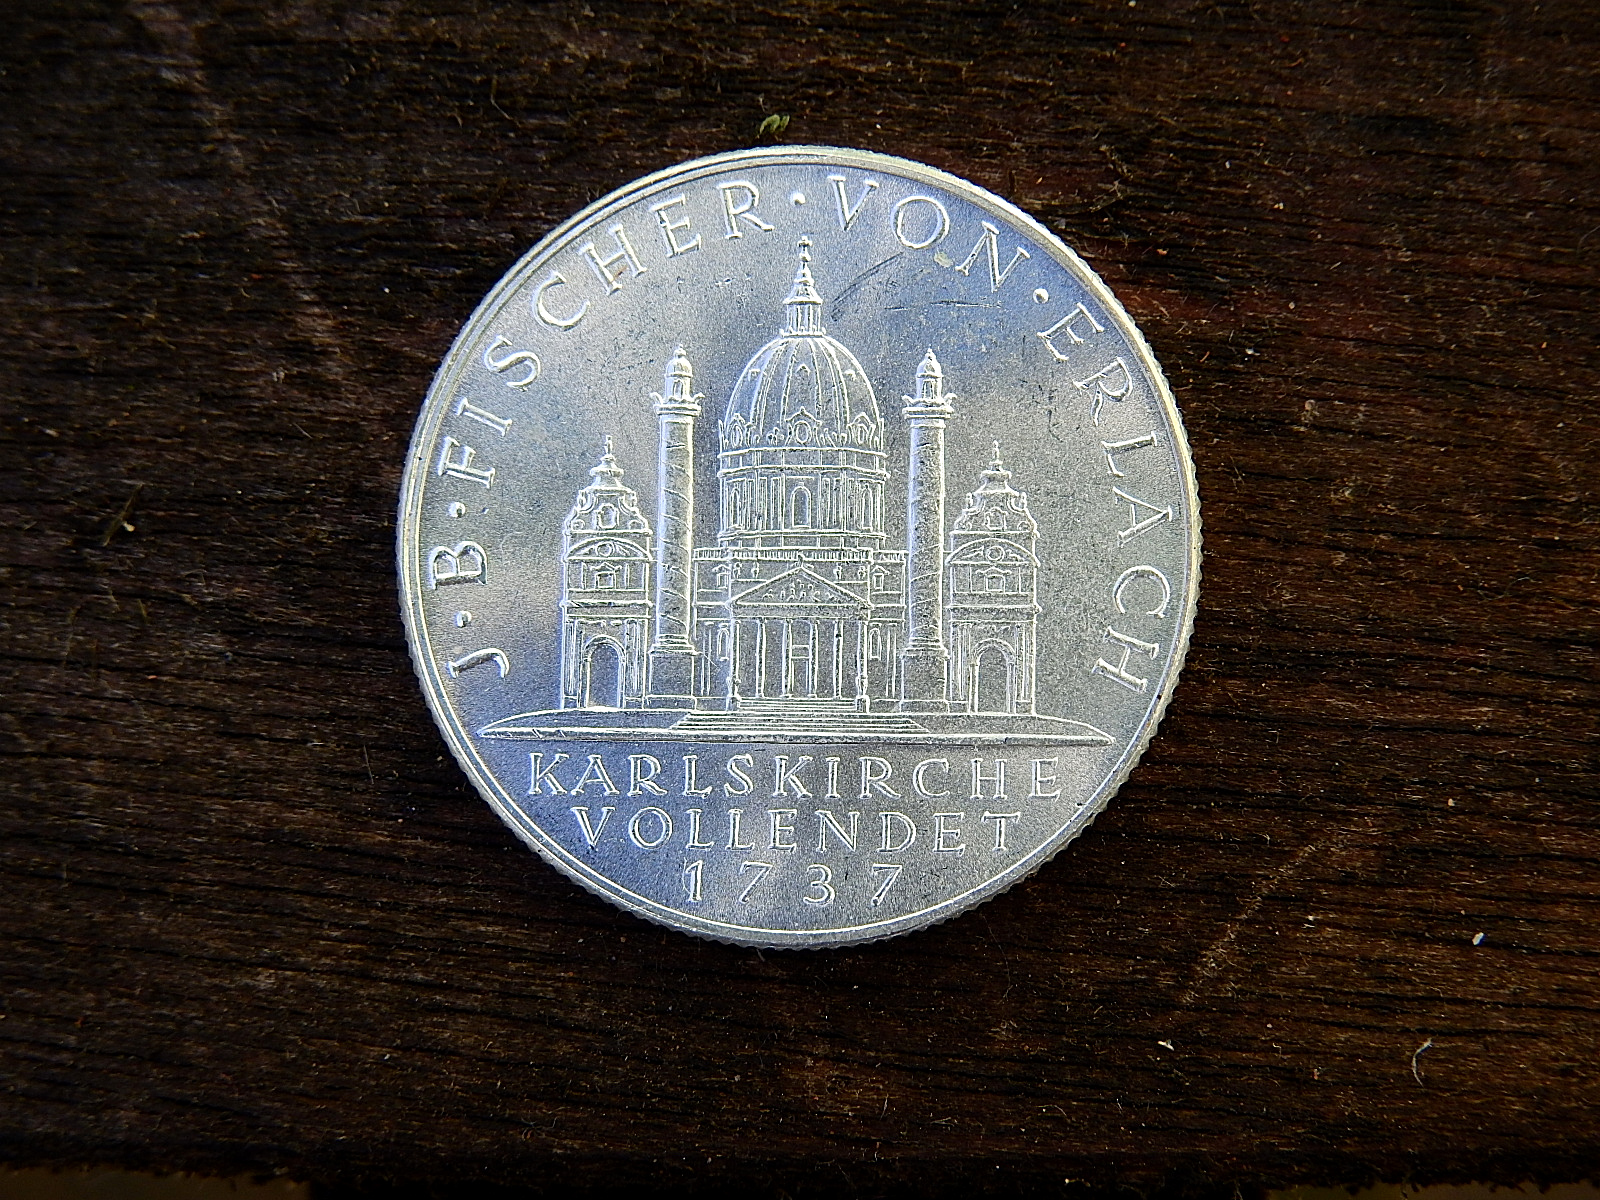 J·B·FISCHER·VON·ERLACH
KARLSKIRCHE
VOLLENDET
1737